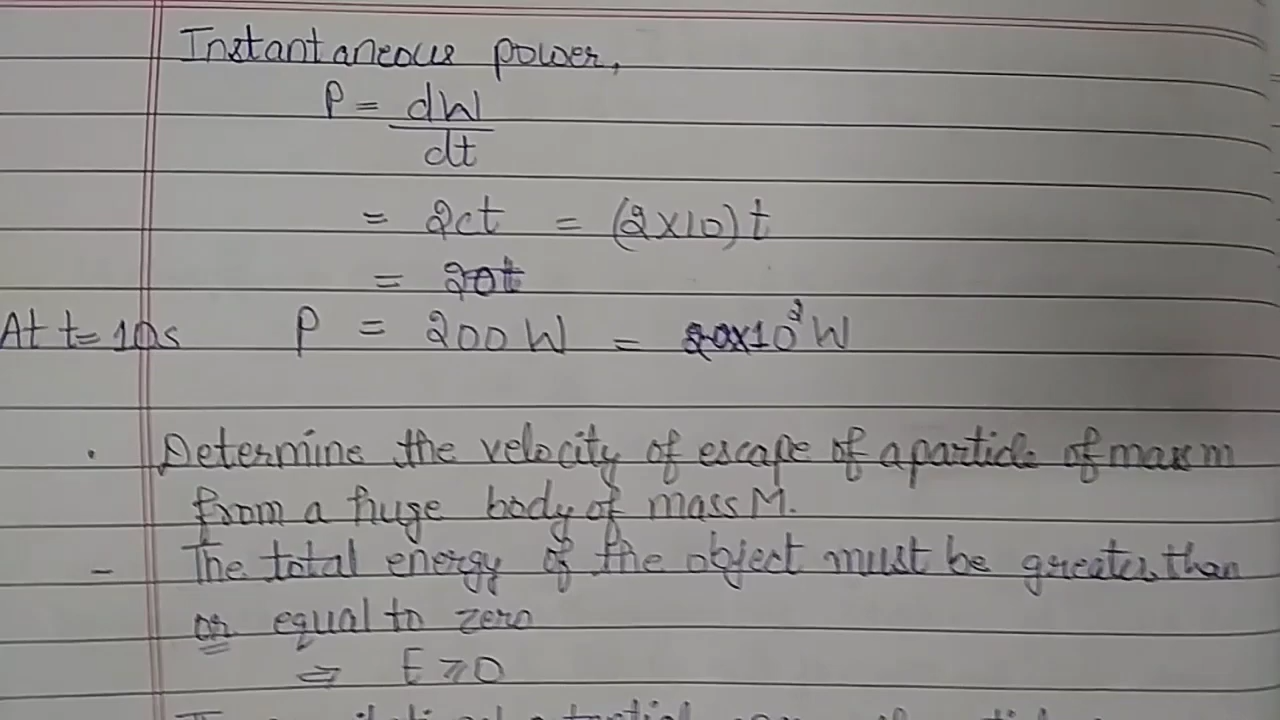 Instantaneous power,
P = dW
dt
= 2ct = (2×10)t
= 20t
At t=10s P = 200 W = 20×10² W
· Determine the velocity of escape of a particle of mass m
from a huge body of mass M.
- The total energy of the object must be greater than
or equal to zero
⇒ E ≥ 0